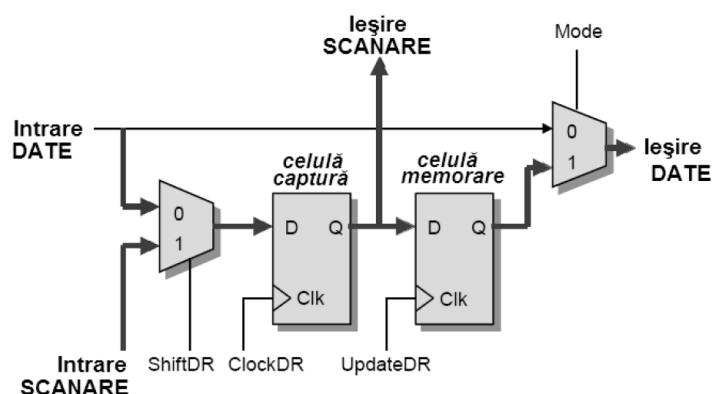 Ieşire
SCANARE
Mode
Intrare
DATE
0
1
Ieşire
DATE
celulă
captură
celulă
memorare
0
1
D Q
Clk
D Q
Clk
Intrare
SCANARE
ShiftDR
ClockDR
UpdateDR